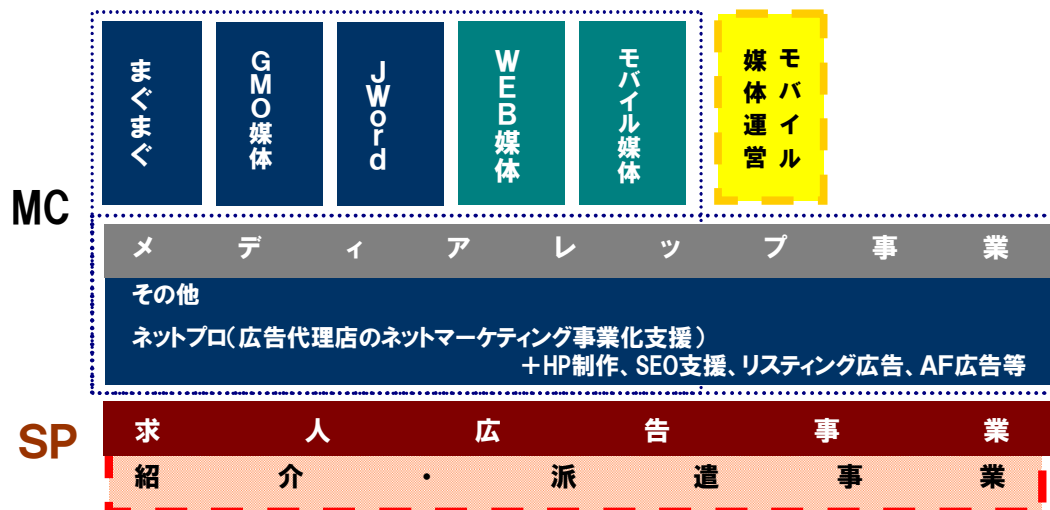 まぐまぐ
GMO媒体
JWord
WEB媒体
モバイル媒体
モバイル
媒体運営
MC
メディアレップ事業
その他
ネットプロ（広告代理店のネットマーケティング事業化支援）
＋HP制作、SEO支援、リスティング広告、AF広告等
SP
求人広告事業
紹介・派遣事業